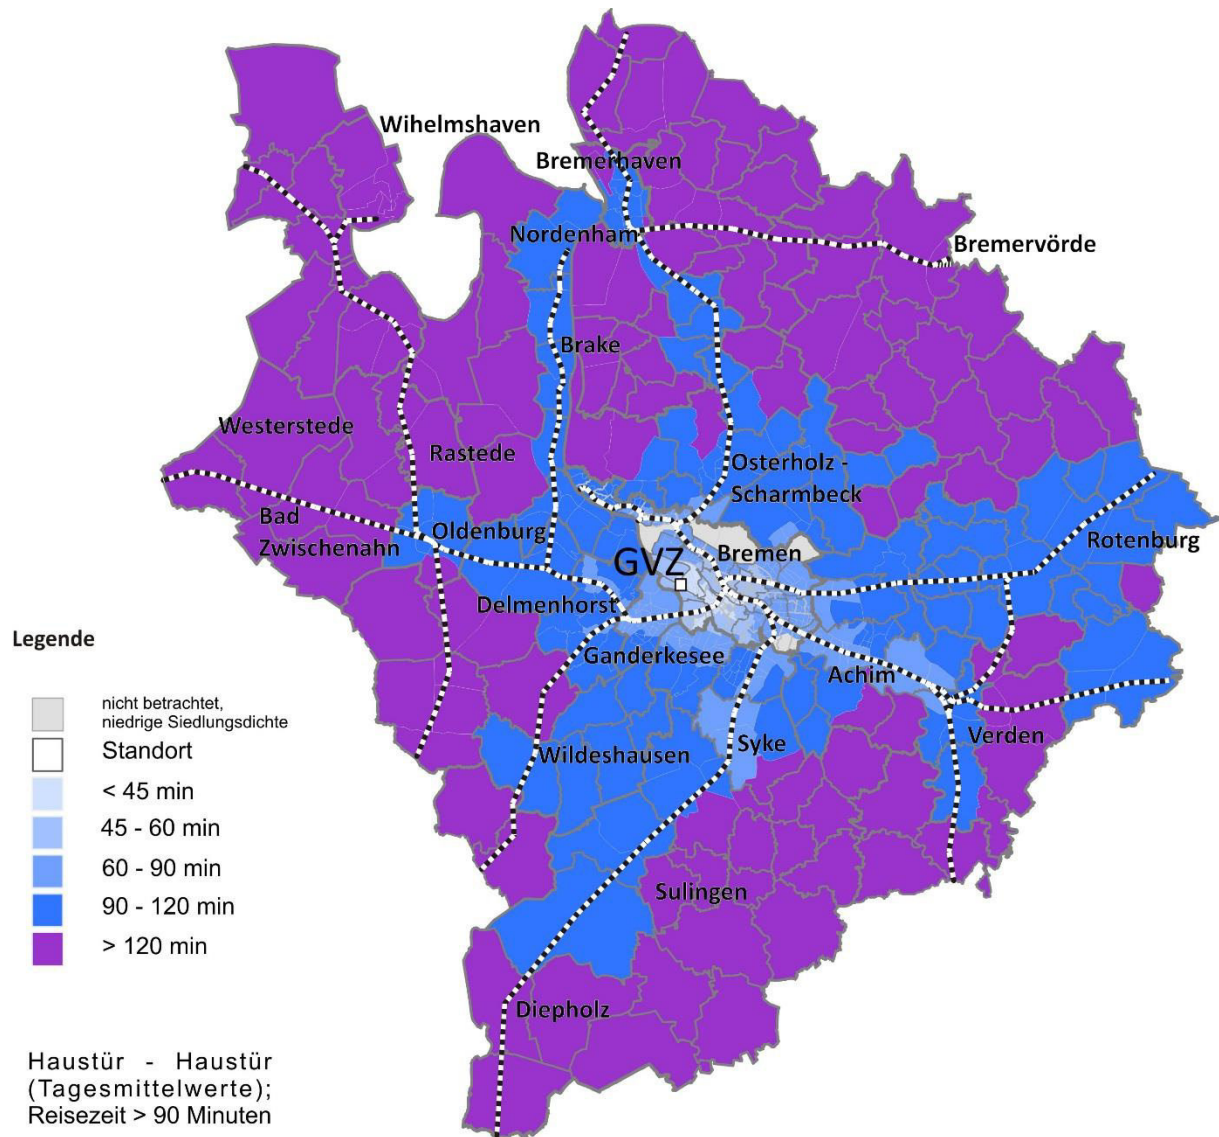 Wihelmshaven
Bremerhaven
Nordenham
Bremervörde
Brake
Westerstede
Rastede
Osterholz -
Scharmbeck
Bad
Zwischenahn
Oldenburg
Bremen
Rotenburg
GVZ
Delmenhorst
Ganderkesee
Achim
Wildeshausen
Syke
Verden
Sulingen
Diepholz
Legende
nicht betrachtet,
niedrige Siedlungsdichte
Standort
< 45 min
45 - 60 min
60 - 90 min
90 - 120 min
> 120 min
Haustür - Haustür
(Tagesmittelwerte);
Reisezeit > 90 Minuten